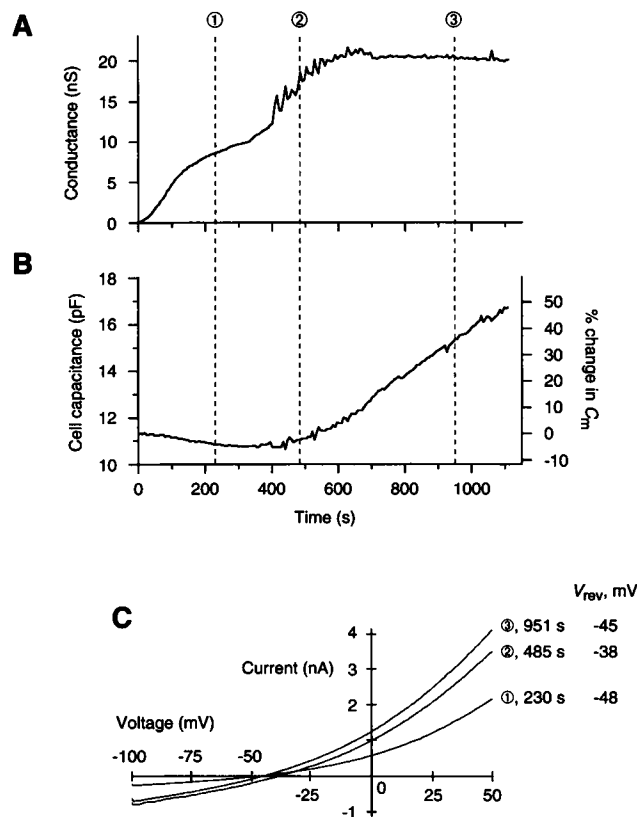 A
① ② ③
Conductance (nS)
20
15
10
5
0
B
Cell capacitance (pF)
18
16
14
12
10
50
40
30
20
10
0
-10
% change in Cm
0 200 400 600 800 1000
Time (s)
C
Vrev, mV
③, 951 s -45
②, 485 s -38
①, 230 s -48
Current (nA)
4
3
2
1
-1
Voltage (mV)
-100 -75 -50
-25 0 25 50